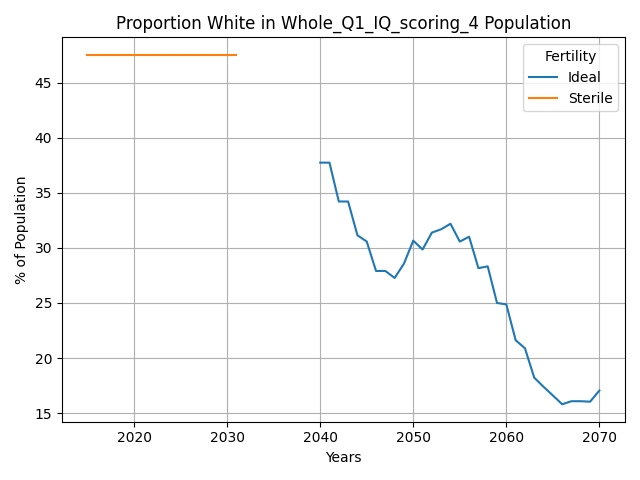 Proportion White in Whole_Q1_IQ_scoring_4 Population
Fertility
Ideal
Sterile
% of Population
45
40
35
30
25
20
15
2020 2030 2040 2050 2060 2070
Years